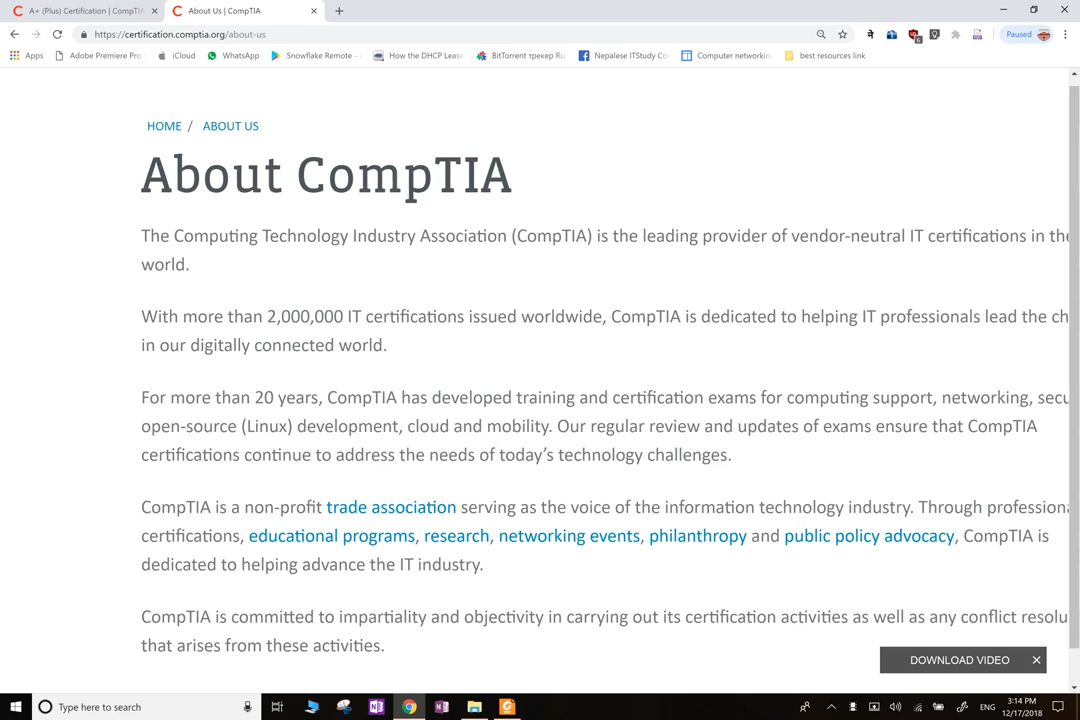 A+ (Plus) Certification | CompTIA
About Us | CompTIA
https://certification.comptia.org/about-us
Paused
Apps
Adobe Premiere Pro
iCloud
WhatsApp
Snowflake Remote -
How the DHCP Lease
BitTorrent трекер Ru
Nepalese ITStudy Co
Computer networking
best resources link
HOME / ABOUT US
About CompTIA
The Computing Technology Industry Association (CompTIA) is the leading provider of vendor-neutral IT certifications in the
world.
With more than 2,000,000 IT certifications issued worldwide, CompTIA is dedicated to helping IT professionals lead the ch
in our digitally connected world.
For more than 20 years, CompTIA has developed training and certification exams for computing support, networking, secu
open-source (Linux) development, cloud and mobility. Our regular review and updates of exams ensure that CompTIA
certifications continue to address the needs of today’s technology challenges.
CompTIA is a non-profit trade association serving as the voice of the information technology industry. Through professiona
certifications, educational programs, research, networking events, philanthropy and public policy advocacy, CompTIA is
dedicated to helping advance the IT industry.
CompTIA is committed to impartiality and objectivity in carrying out its certification activities as well as any conflict resolu
that arises from these activities.
DOWNLOAD VIDEO
Type here to search
ENG
3:14 PM
12/17/2018